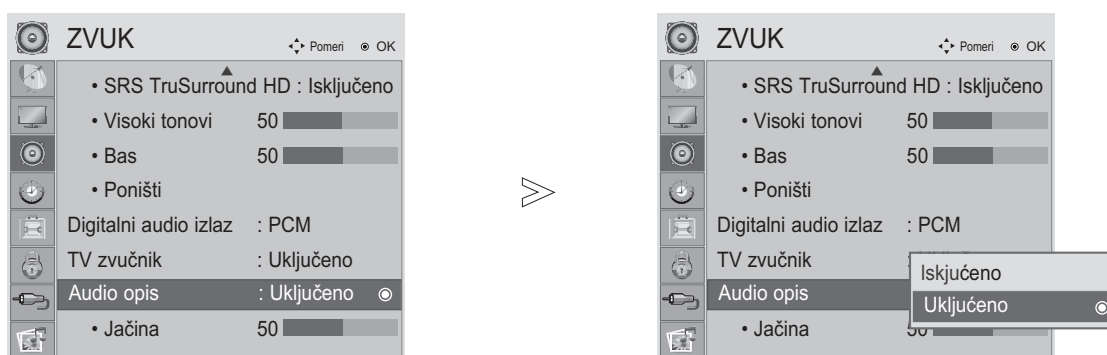 ZVUK
Pomeri
OK
• SRS TruSurround HD : Isključeno
• Visoki tonovi 50
• Bas 50
• Poništi
Digitalni audio izlaz : PCM
TV zvučnik : Uključeno
Audio opis : Uključeno
• Jačina 50
ZVUK
Pomeri
OK
• SRS TruSurround HD : Isključeno
• Visoki tonovi 50
• Bas 50
• Poništi
Digitalni audio izlaz : PCM
TV zvučnik :
Iskjućeno
Audio opis
Ukljućeno
• Jačina 50